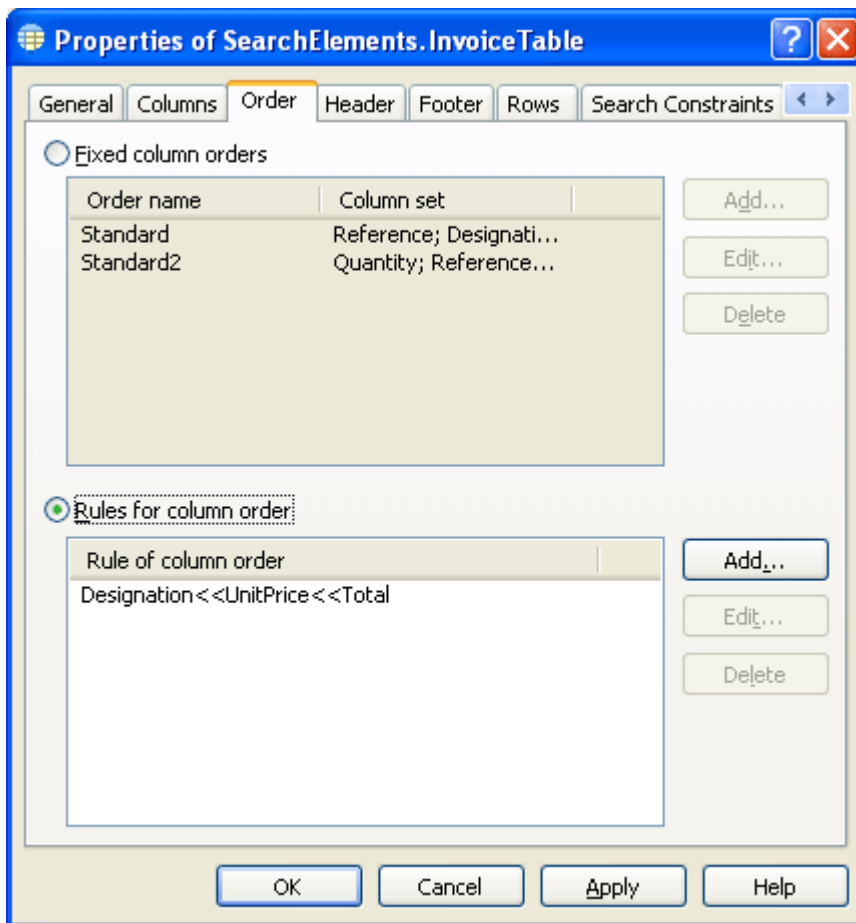 Properties of SearchElements.InvoiceTable
General Columns Order Header Footer Rows Search Constraints
Fixed column orders
Order name Column set
Standard Reference; Designati...
Standard2 Quantity; Reference...
Add...
Edit...
Delete
Rules for column order
Rule of column order
Designation<<UnitPrice<<Total
Add...
Edit...
Delete
OK Cancel Apply Help